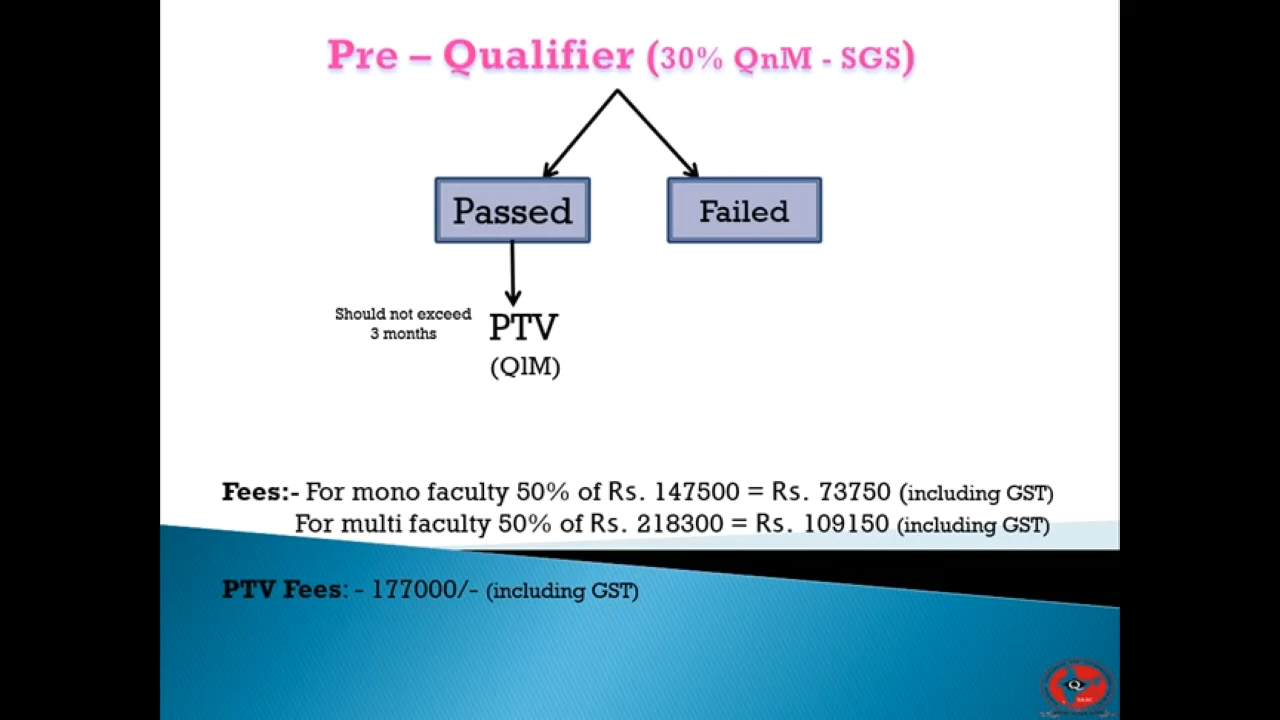 Pre – Qualifier (30% QnM - SGS)
Passed
Failed
Should not exceed
3 months
PTV
(QlM)
Fees:- For mono faculty 50% of Rs. 147500 = Rs. 73750 (including GST)
For multi faculty 50% of Rs. 218300 = Rs. 109150 (including GST)
PTV Fees: - 177000/- (including GST)
Q